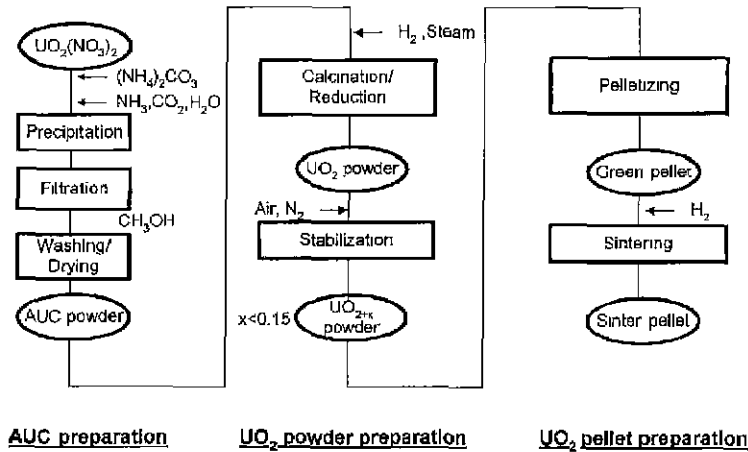 UO2(NO3)2
(NH4)2CO3
NH3,CO2,H2O
Precipitation
Filtration
CH3OH
Washing/
Drying
AUC powder
AUC preparation
H2 ,Steam
Calcination/
Reduction
UO2 powder
Air, N2
Stabilization
x<0.15
UO2+x
powder
UO2 powder preparation
Pelletizing
Green pellet
H2
Sintering
Sinter pellet
UO2 pellet preparation